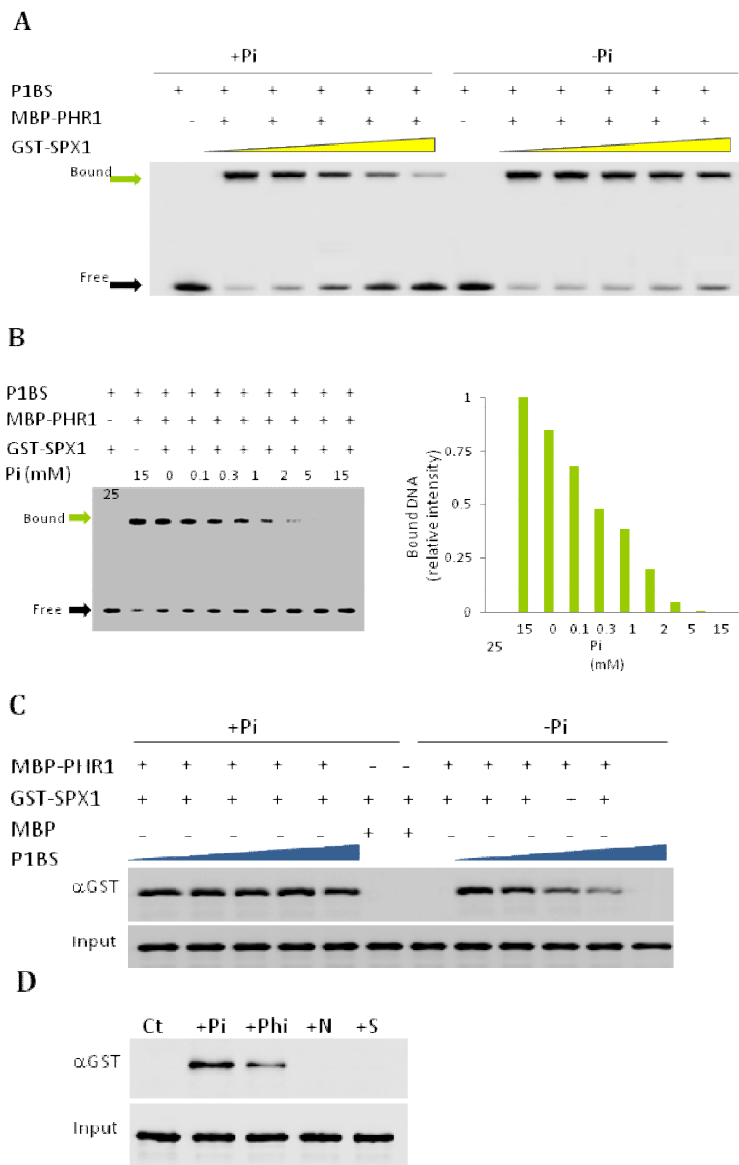 A
+Pi -Pi
P1BS + + + + + + + + + + + +
MBP-PHR1 - + + + + + - + + + + +
GST-SPX1
Bound
Free
B
P1BS + + + + + + + + + +
MBP-PHR1 - + + + + + + + + +
GST-SPX1 + - + + + + + + + +
Pi (mM) 15 0 0.1 0.3 1 2 5 15
25
Bound
Free
1
0.75
0.5
0.25
0
Bound DNA
(relative intensity)
15 0 0.1 0.3 1 2 5 15
25
Pi
(mM)
C
+Pi -Pi
MBP-PHR1 + + + + + - - + + + + +
GST-SPX1 + + + + + + + + + + + +
MBP - - - - - + + - - - - -
P1BS
αGST
Input
D
Ct +Pi +Phi +N +S
αGST
Input